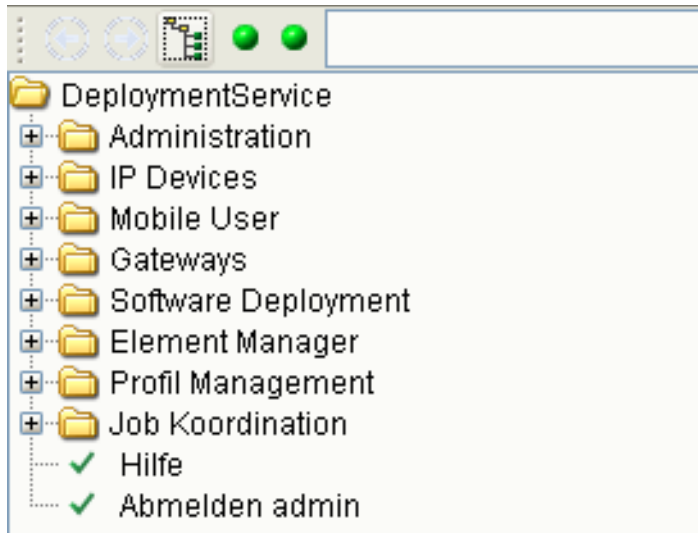 DeploymentService
Administration
IP Devices
Mobile User
Gateways
Software Deployment
Element Manager
Profil Management
Job Koordination
Hilfe
Abmelden admin